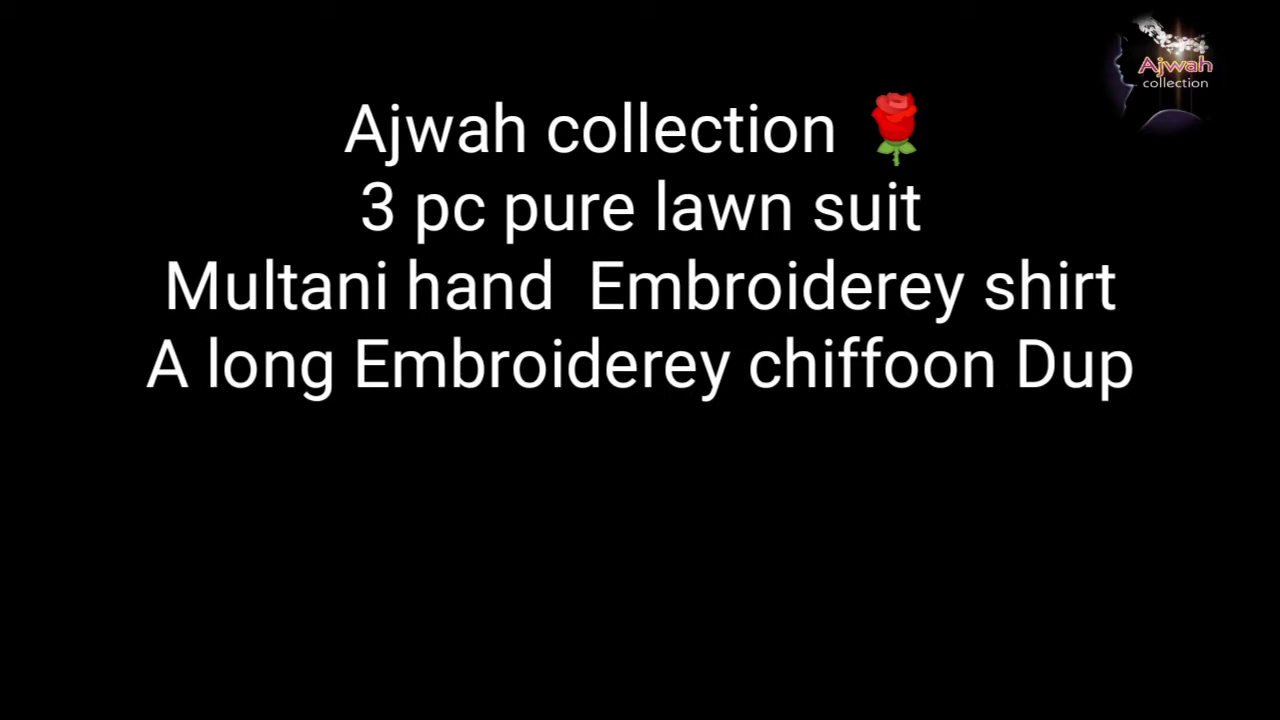 Ajwah
collection
Ajwah collection 🌹
3 pc pure lawn suit
Multani hand  Embroiderey shirt
A long Embroiderey chiffoon Dup